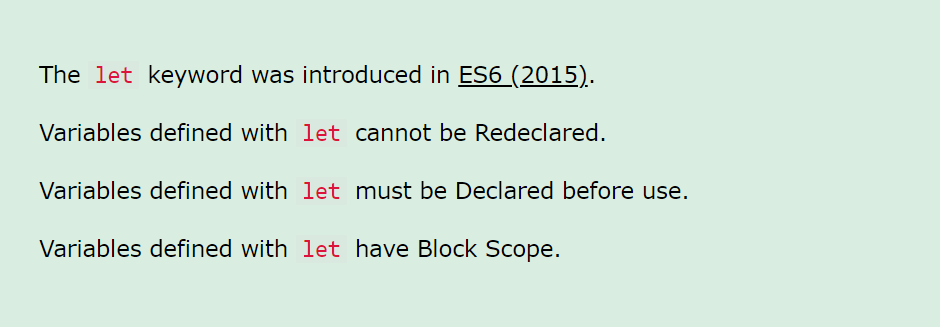 The let keyword was introduced in ES6 (2015).
Variables defined with let cannot be Redeclared.
Variables defined with let must be Declared before use.
Variables defined with let have Block Scope.